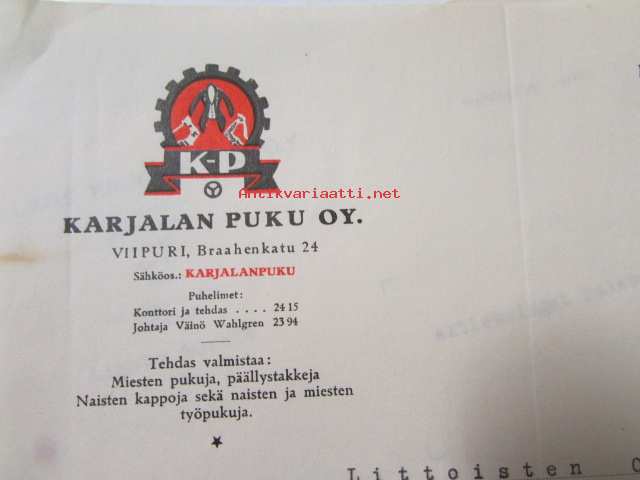 K-P
Antikvariaatti.net
KARJALAN PUKU OY.
VIIPURI, Braahenkatu 24
Sähköos.: KARJALANPUKU
Puhelimet:
Konttori ja tehdas .... 24 15
Johtaja Väinö Wahlgren 23 94
Tehdas valmistaa:
Miesten pukuja, päällystakkeja
Naisten kappoja sekä naisten ja miesten
työpukuja.
Littoisten O